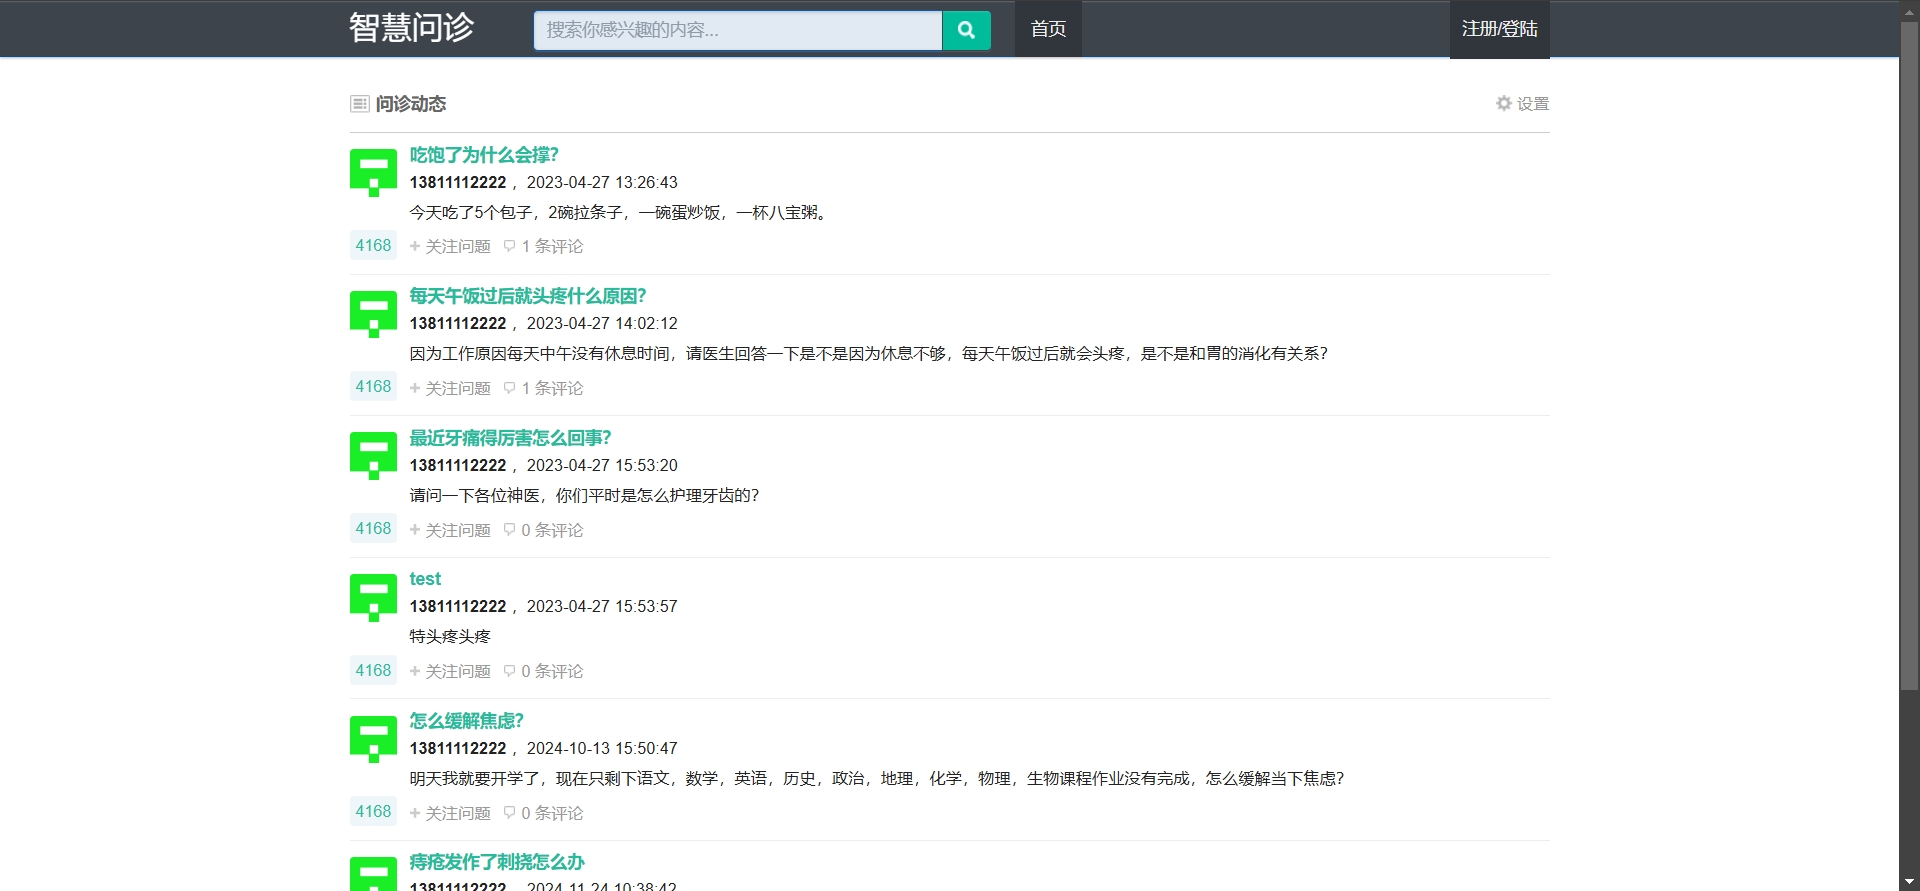 智慧问诊
搜索你感兴趣的内容...
首页
注册/登陆
问诊动态
设置
吃饱了为什么会撑?
13811112222 ，2023-04-27 13:26:43
今天吃了5个包子，2碗拉条子，一碗蛋炒饭，一杯八宝粥。
4168 + 关注问题 1 条评论
每天午饭过后就头疼什么原因?
13811112222 ，2023-04-27 14:02:12
因为工作原因每天中午没有休息时间，请医生回答一下是不是因为休息不够，每天午饭过后就会头疼，是不是和胃的消化有关系?
4168 + 关注问题 1 条评论
最近牙痛得厉害怎么回事?
13811112222 ，2023-04-27 15:53:20
请问一下各位神医，你们平时是怎么护理牙齿的?
4168 + 关注问题 0 条评论
test
13811112222 ，2023-04-27 15:53:57
特头疼头疼
4168 + 关注问题 0 条评论
怎么缓解焦虑?
13811112222 ，2024-10-13 15:50:47
明天我就要开学了，现在只剩下语文，数学，英语，历史，政治，地理，化学，物理，生物课程作业没有完成，怎么缓解当下焦虑?
4168 + 关注问题 0 条评论
痔疮发作了刺挠怎么办
13811112222 ，2024-11-24 10:38:42